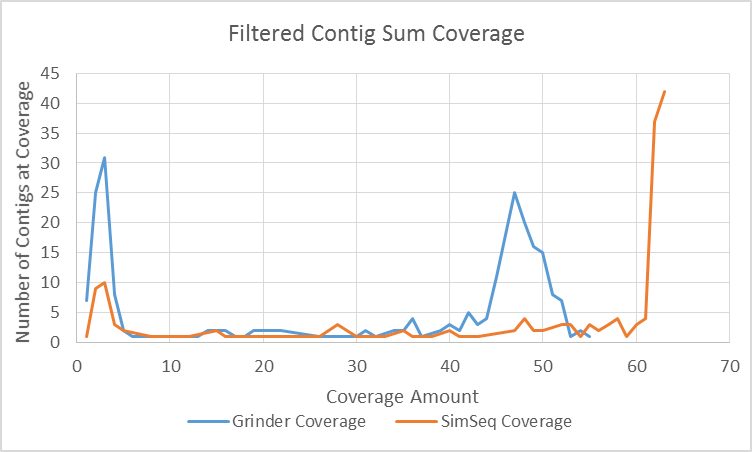 Filtered Contig Sum Coverage
Number of Contigs at Coverage
45
40
35
30
25
20
15
10
5
0
0 10 20 30 40 50 60 70
Coverage Amount
Grinder Coverage SimSeq Coverage